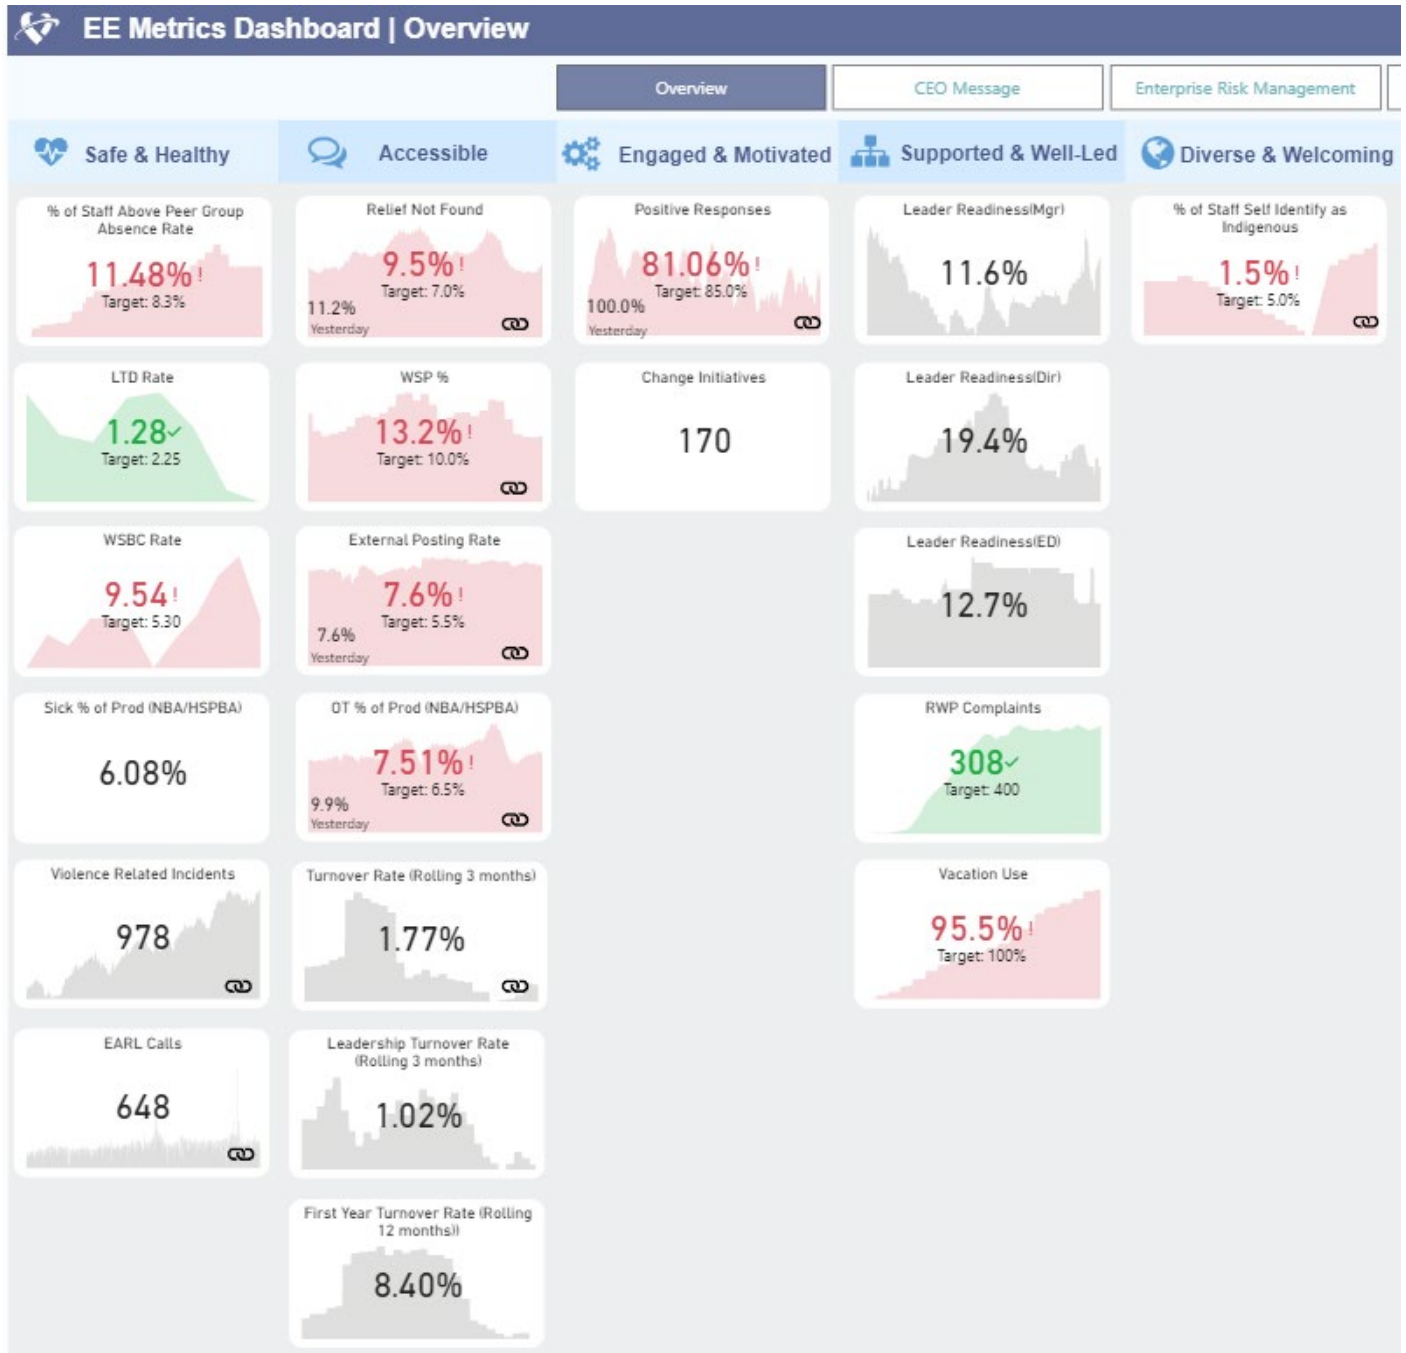 EE Metrics Dashboard | Overview
Overview
CEO Message
Enterprise Risk Management
Safe & Healthy
Accessible
Engaged & Motivated
Supported & Well-Led
Diverse & Welcoming
% of Staff Above Peer Group
Absence Rate
11.48% !
Target: 8.3%
LTD Rate
1.28✓
Target: 2.25
WSBC Rate
9.54 !
Target: 5.30
Sick % of Prod (NBA/HSPBA)
6.08%
Violence Related Incidents
978
EARL Calls
648
Relief Not Found
9.5% !
Target: 7.0%
11.2%
Yesterday
WSP %
13.2% !
Target: 10.0%
External Posting Rate
7.6% !
Target: 5.5%
7.6%
Yesterday
OT % of Prod (NBA/HSPBA)
7.51% !
Target: 6.5%
9.9%
Yesterday
Turnover Rate (Rolling 3 months)
1.77%
Leadership Turnover Rate
(Rolling 3 months)
1.02%
First Year Turnover Rate (Rolling
12 months))
8.40%
Positive Responses
81.06% !
Target: 85.0%
100.0%
Yesterday
Change Initiatives
170
Leader Readiness(Mgr)
11.6%
Leader Readiness(Dir)
19.4%
Leader Readiness(ED)
12.7%
RWP Complaints
308✓
Target: 400
Vacation Use
95.5% !
Target: 100%
% of Staff Self Identify as
Indigenous
1.5% !
Target: 5.0%